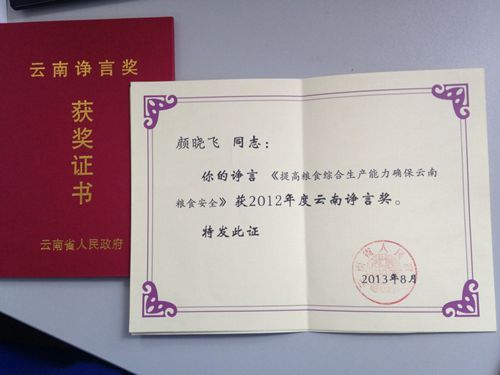 云南诤言奖
获奖证书
云南省人民政府
颜晓飞 同志：
你的诤言《提高粮食综合生产能力确保云南
粮食安全》获2012年度云南诤言奖。
特发此证
2013年8月